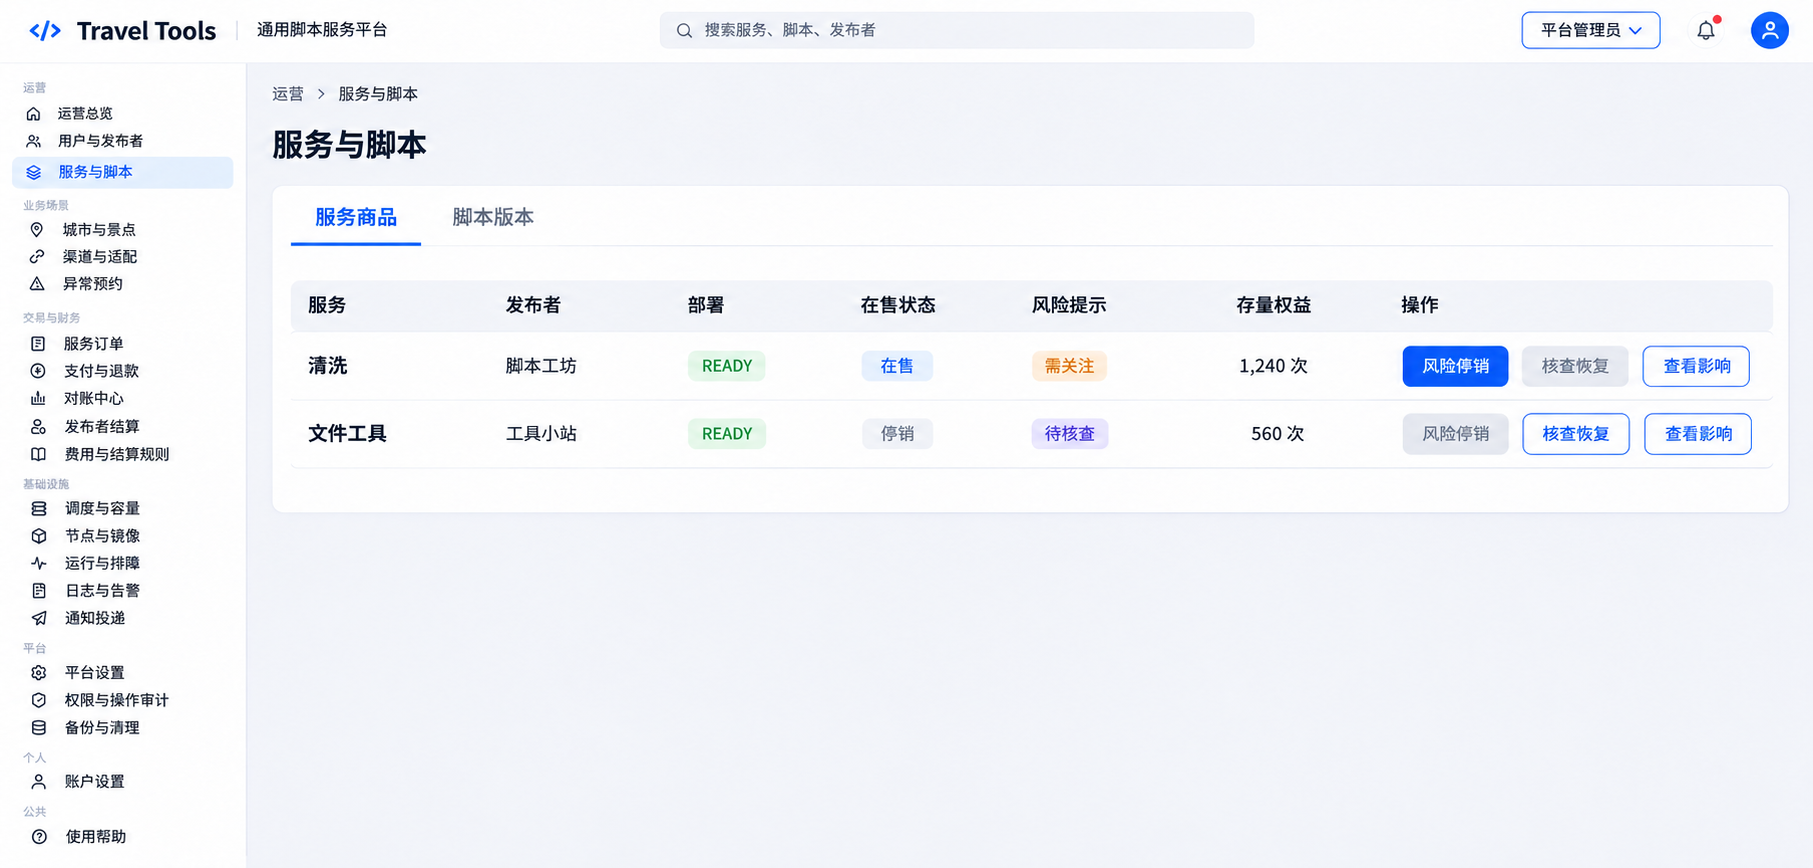 </> Travel Tools 通用脚本服务平台 搜索服务、脚本、发布者 平台管理员
运营
运营总览
用户与发布者
服务与脚本
业务场景
城市与景点
渠道与适配
异常预约
交易与财务
服务订单
支付与退款
对账中心
发布者结算
费用与结算规则
基础设施
调度与容量
节点与镜像
运行与排障
日志与告警
通知投递
平台
平台设置
权限与操作审计
备份与清理
个人
账户设置
公共
使用帮助
运营 > 服务与脚本
服务与脚本
服务商品 脚本版本
服务 发布者 部署 在售状态 风险提示 存量权益 操作
清洗 脚本工坊 READY 在售 需关注 1,240 次 风险停销 核查恢复 查看影响
文件工具 工具小站 READY 停销 待核查 560 次 风险停销 核查恢复 查看影响